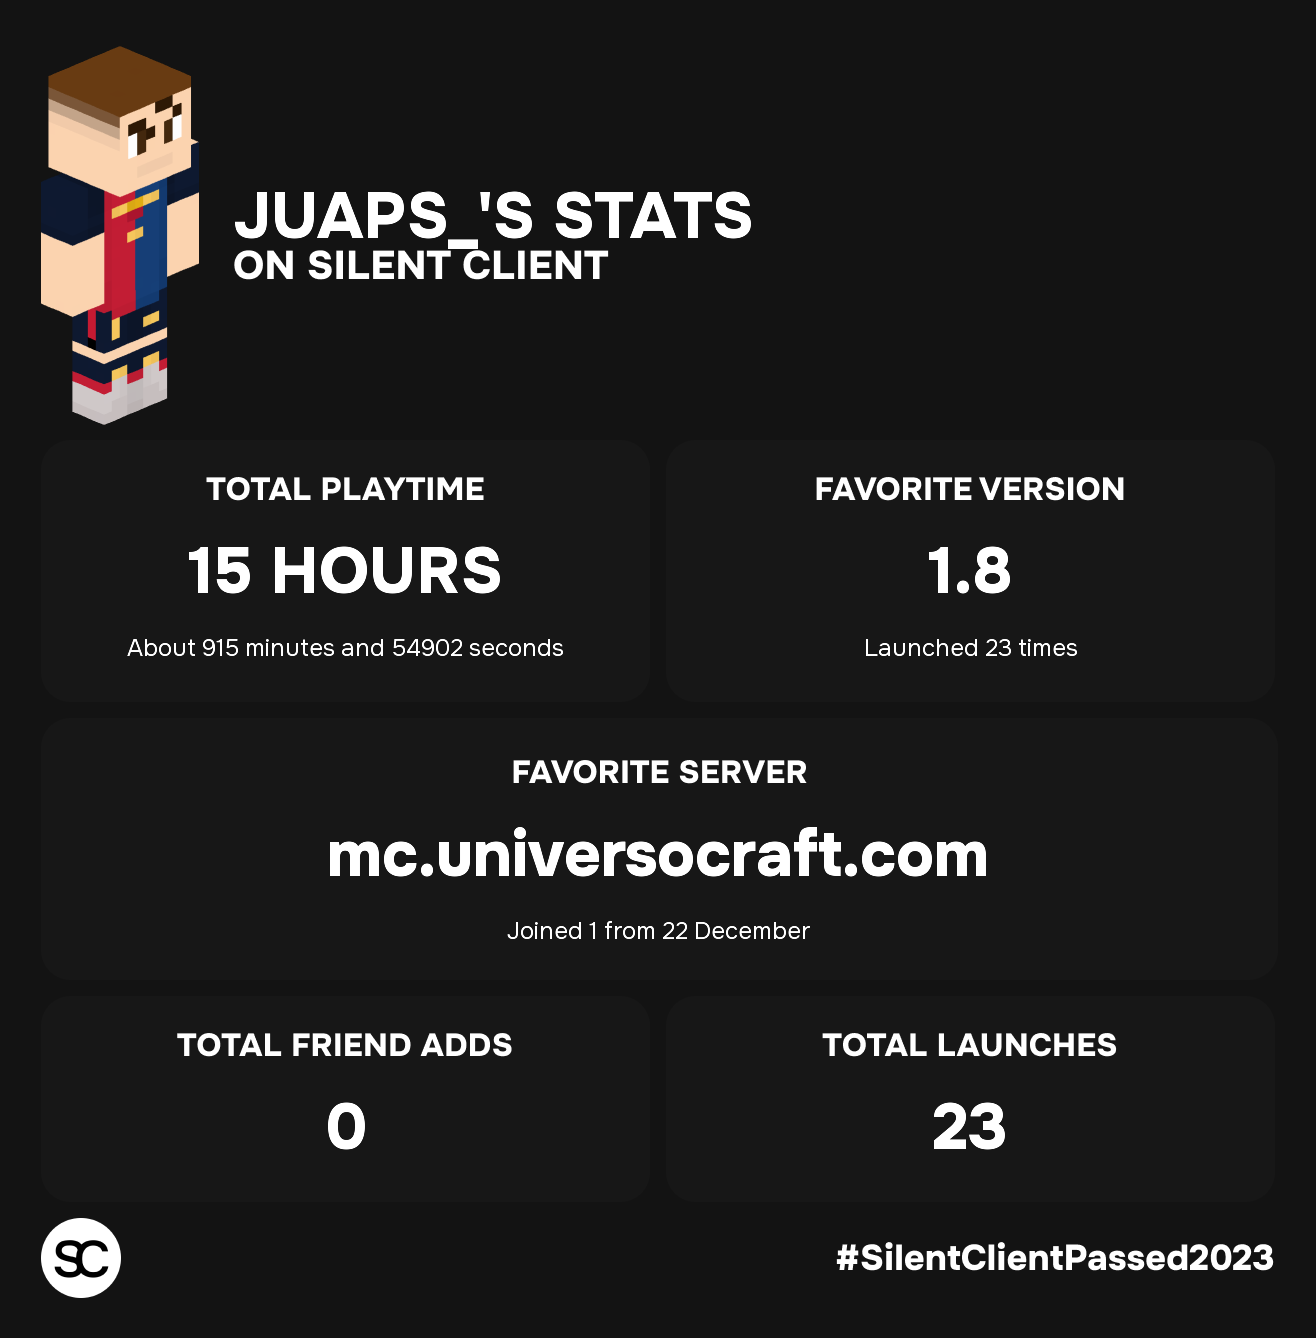 JUAPS_'S STATS
ON SILENT CLIENT
TOTAL PLAYTIME
15 HOURS
About 915 minutes and 54902 seconds
FAVORITE VERSION
1.8
Launched 23 times
FAVORITE SERVER
mc.universocraft.com
Joined 1 from 22 December
TOTAL FRIEND ADDS
0
TOTAL LAUNCHES
23
SC
#SilentClientPassed2023